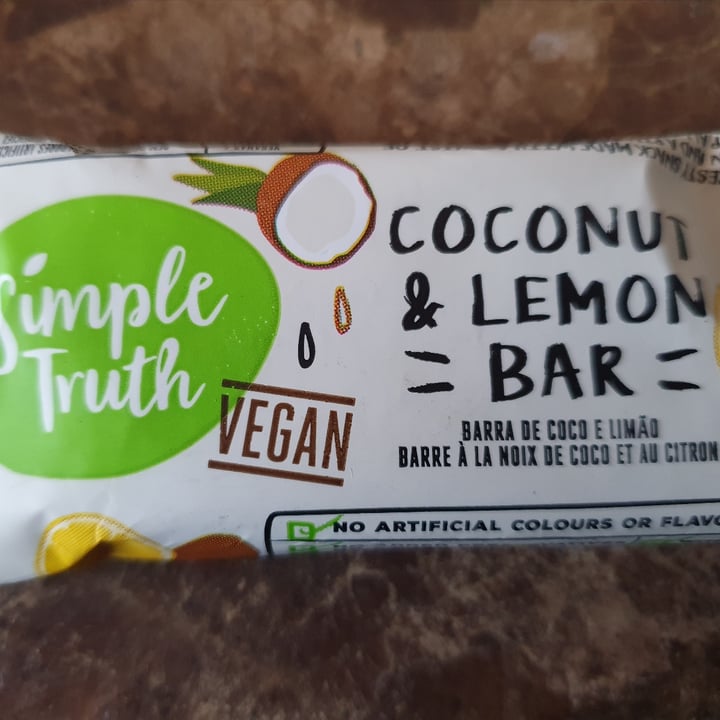 Simple
Truth
VEGAN
COCONUT
& LEMON
= BAR =
BARRA DE COCO E LIMÃO
BARRE À LA NOIX DE COCO ET AU CITRON
NO ARTIFICIAL COLOURS OR FLAVO